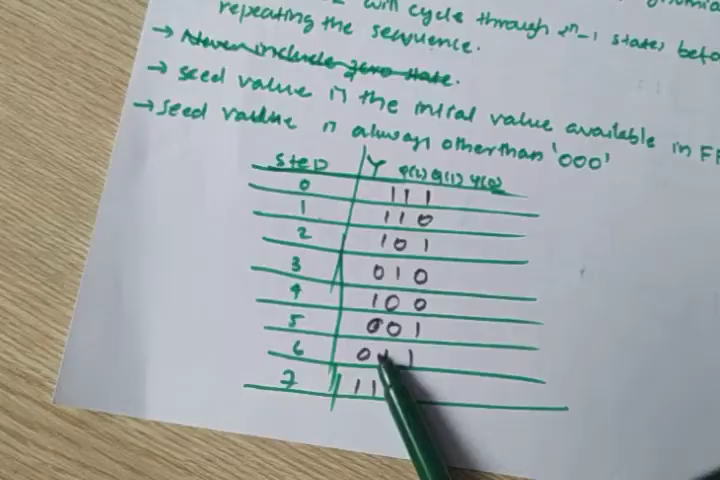 will cycle through 2ⁿ-1 states befo
repeating the sequence.
→ Never include zero state.
→ seed value is the initial value available in FF
→ seed value is always other than '000'
step Y q(2) q(1) q(0)
0 1 1 1
1 1 1 0
2 1 0 1
3 0 1 0
4 1 0 0
5 0 0 1
6 0 1
7 1 1